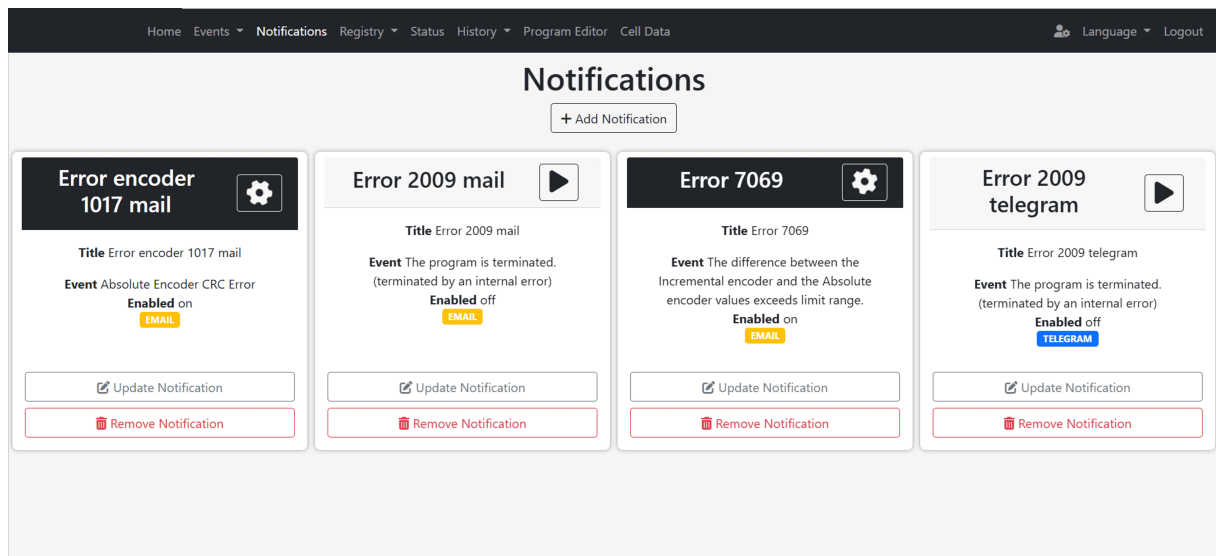 Home Events Notifications Registry Status History Program Editor Cell Data Language Logout
Notifications
+ Add Notification
Error encoder
1017 mail
Title Error encoder 1017 mail
Event Absolute Encoder CRC Error
Enabled on
EMAIL
Update Notification
Remove Notification
Error 2009 mail
Title Error 2009 mail
Event The program is terminated.
(terminated by an internal error)
Enabled off
EMAIL
Update Notification
Remove Notification
Error 7069
Title Error 7069
Event The difference between the
Incremental encoder and the Absolute
encoder values exceeds limit range.
Enabled on
EMAIL
Update Notification
Remove Notification
Error 2009
telegram
Title Error 2009 telegram
Event The program is terminated.
(terminated by an internal error)
Enabled off
TELEGRAM
Update Notification
Remove Notification